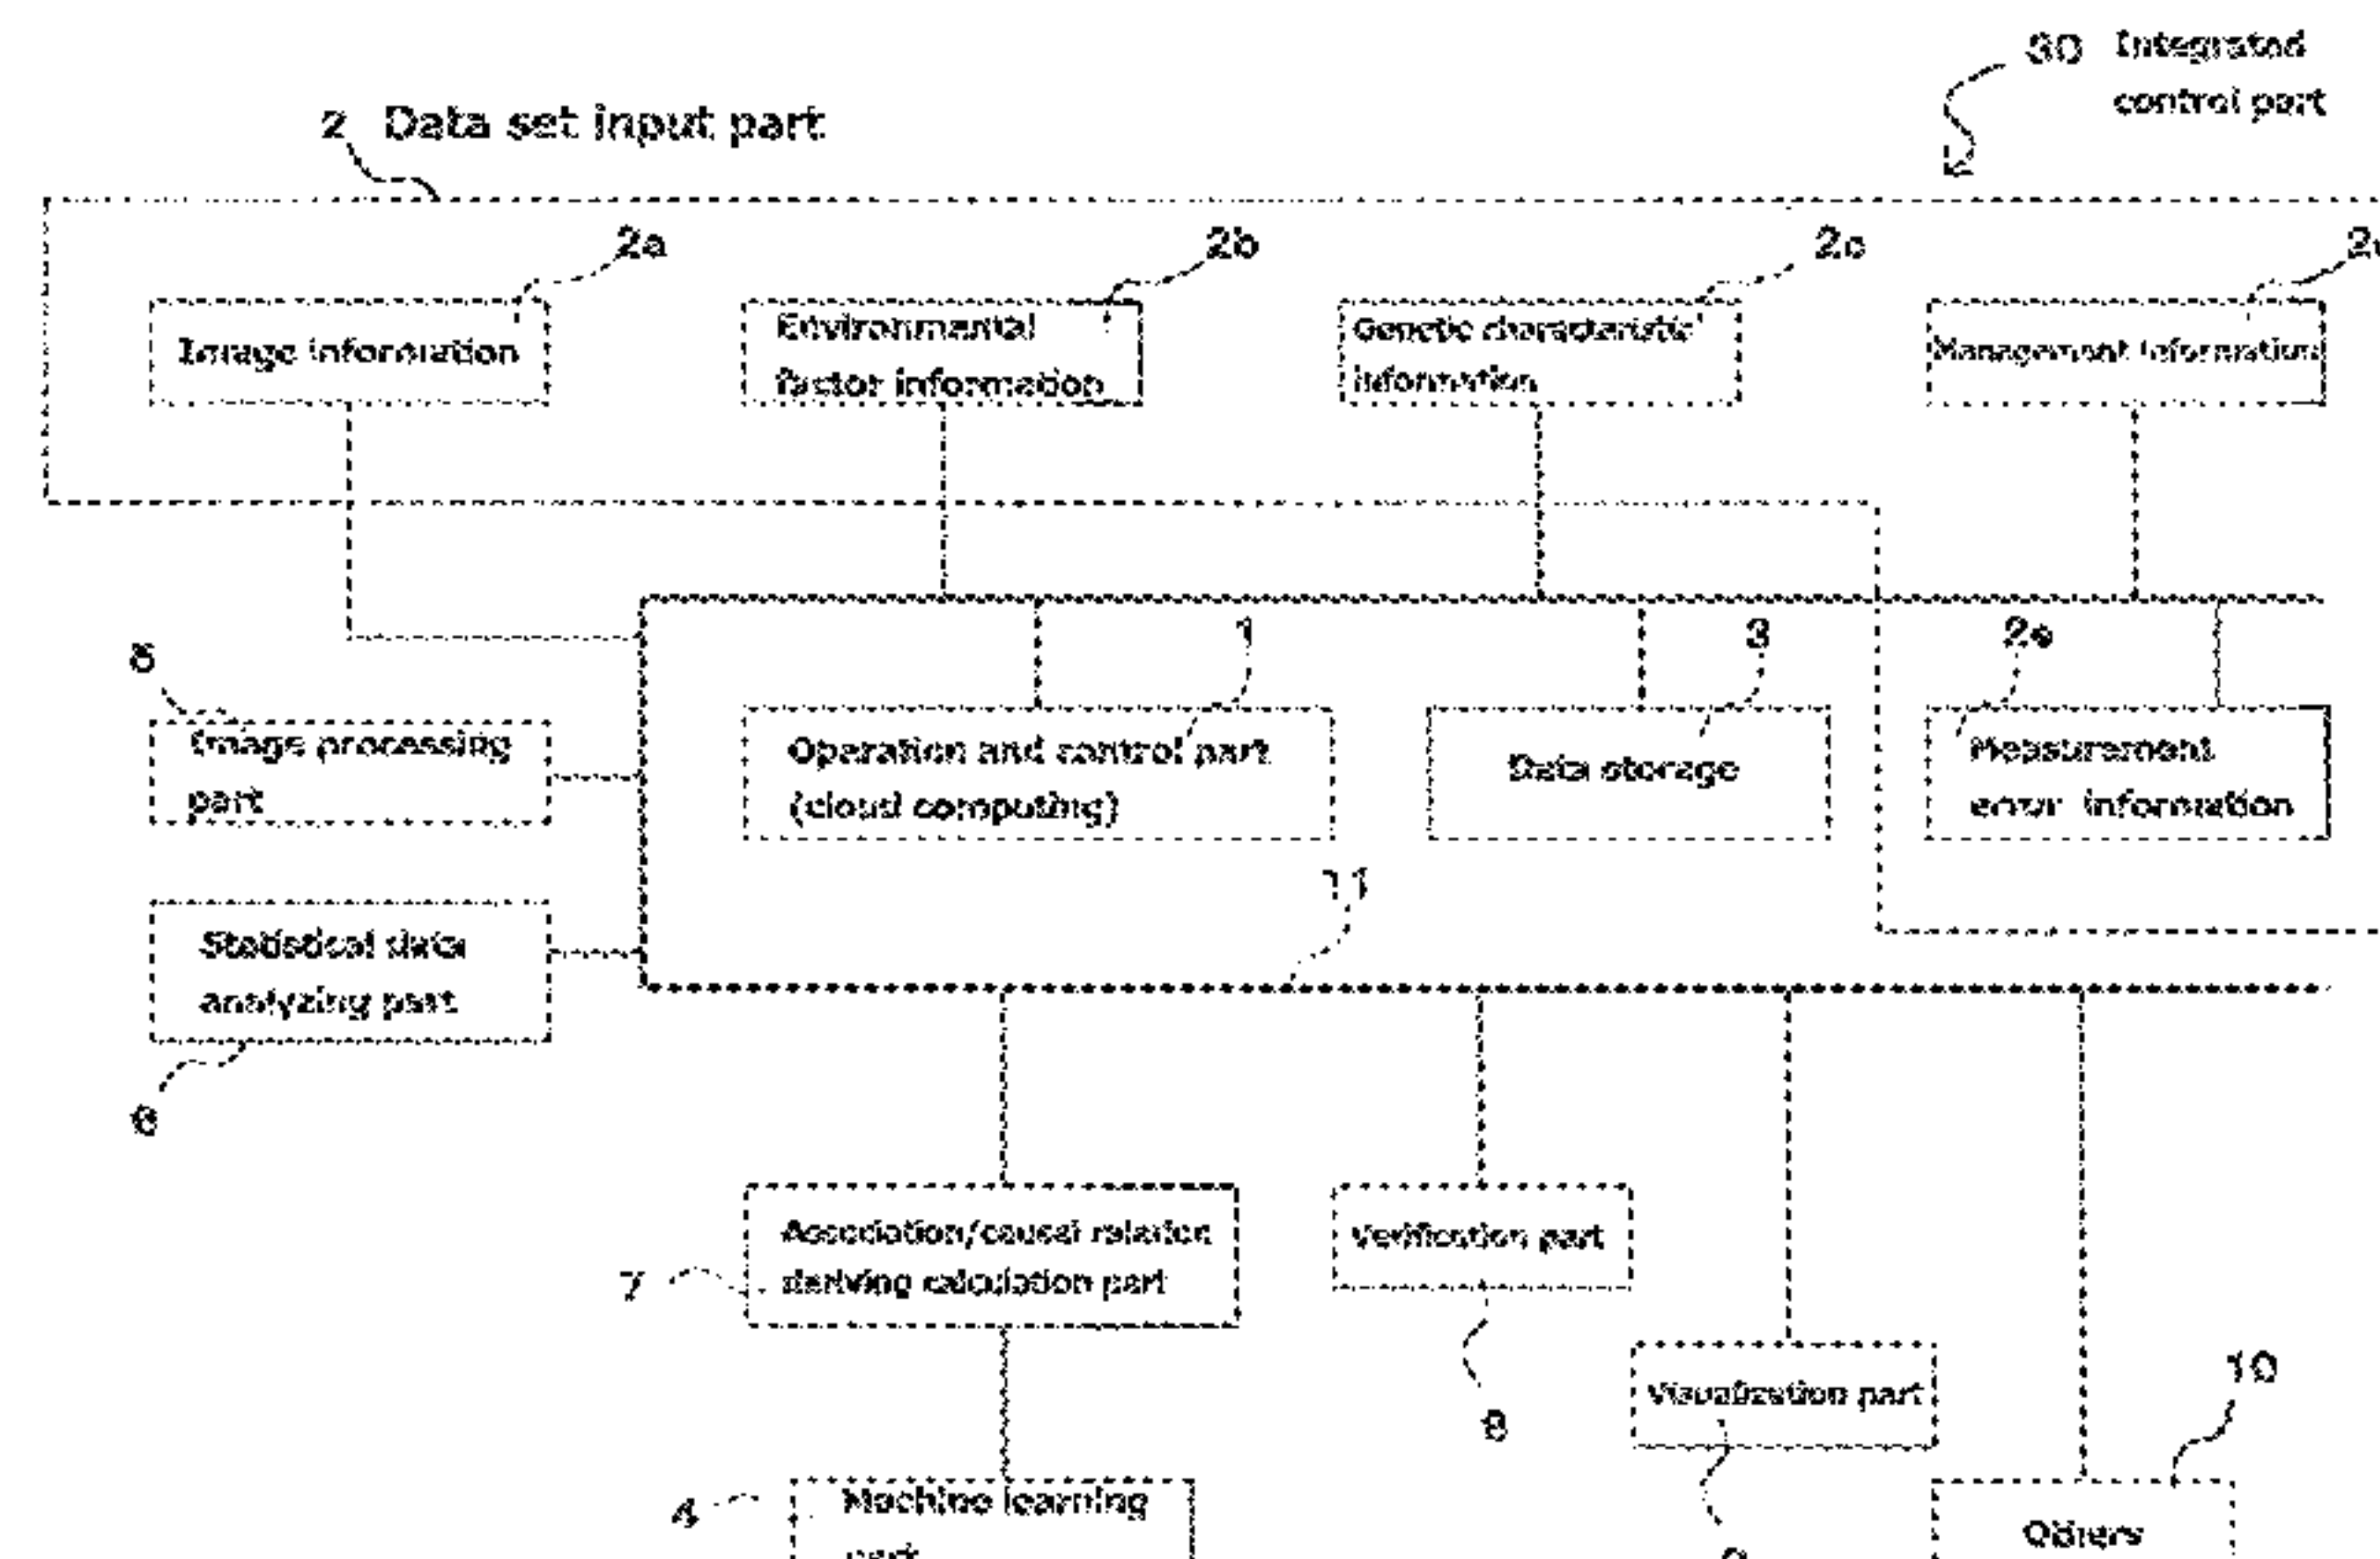 30 Integrated
control part
2 Data set input part
2a
2b
2c
Image information
Environmental
factor information
Genetic characteristic
information
Management information
1
3
2e
5
Image processing
part
Operation and control part
(cloud computing)
Data storage
Measurement
error information
11
Statistical data
analyzing part
6
Association/causal relation
deriving calculation part
7
Verification part
8
Visualization part
10
4
Machine learning
part
Others